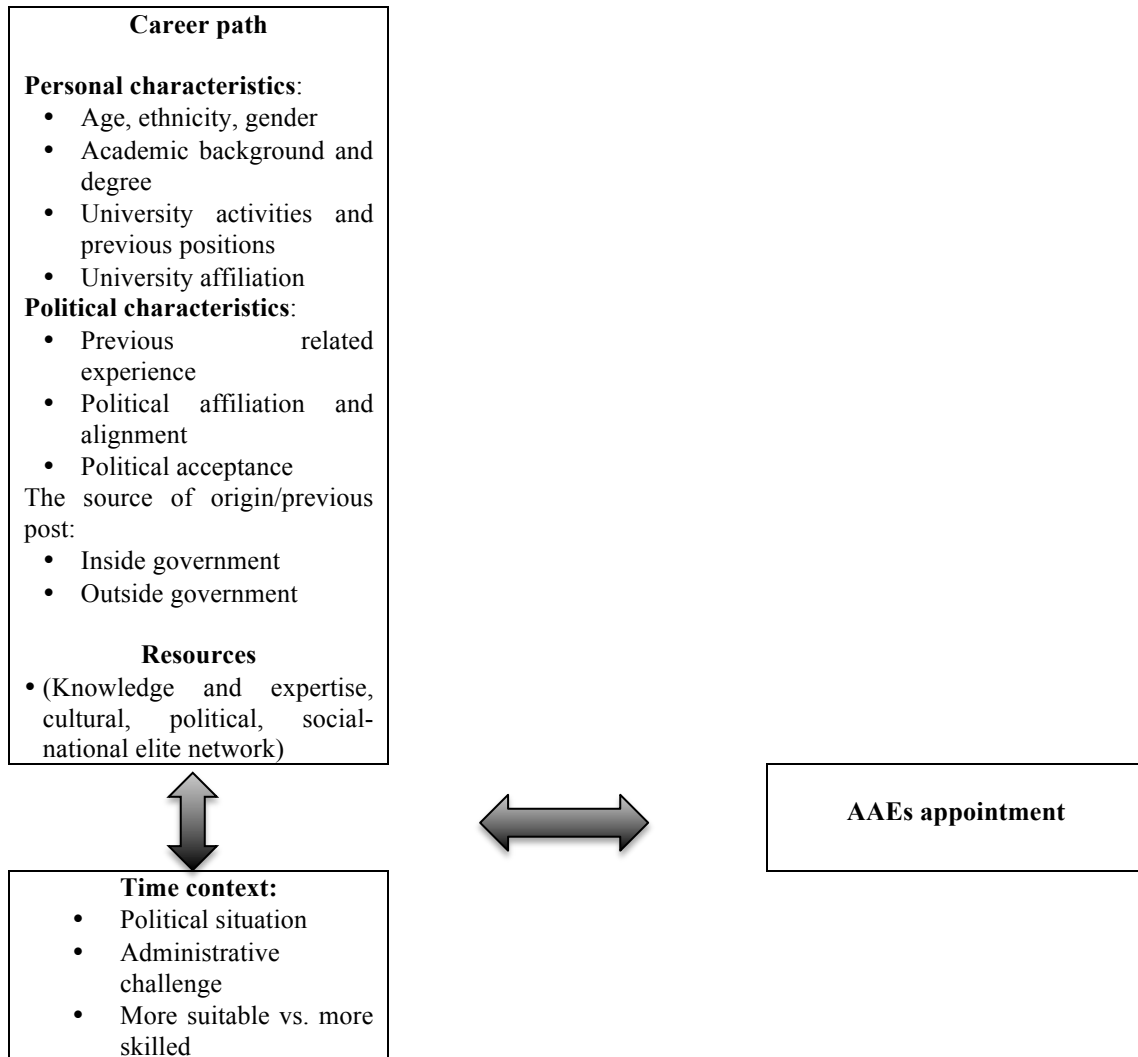 Career path
Personal characteristics:
• Age, ethnicity, gender
• Academic background and
degree
• University activities and
previous positions
• University affiliation
Political characteristics:
• Previous related
experience
• Political affiliation and
alignment
• Political acceptance
The source of origin/previous
post:
• Inside government
• Outside government
Resources
• (Knowledge and expertise,
cultural, political, social-
national elite network)
AAEs appointment
Time context:
• Political situation
• Administrative
challenge
• More suitable vs. more
skilled